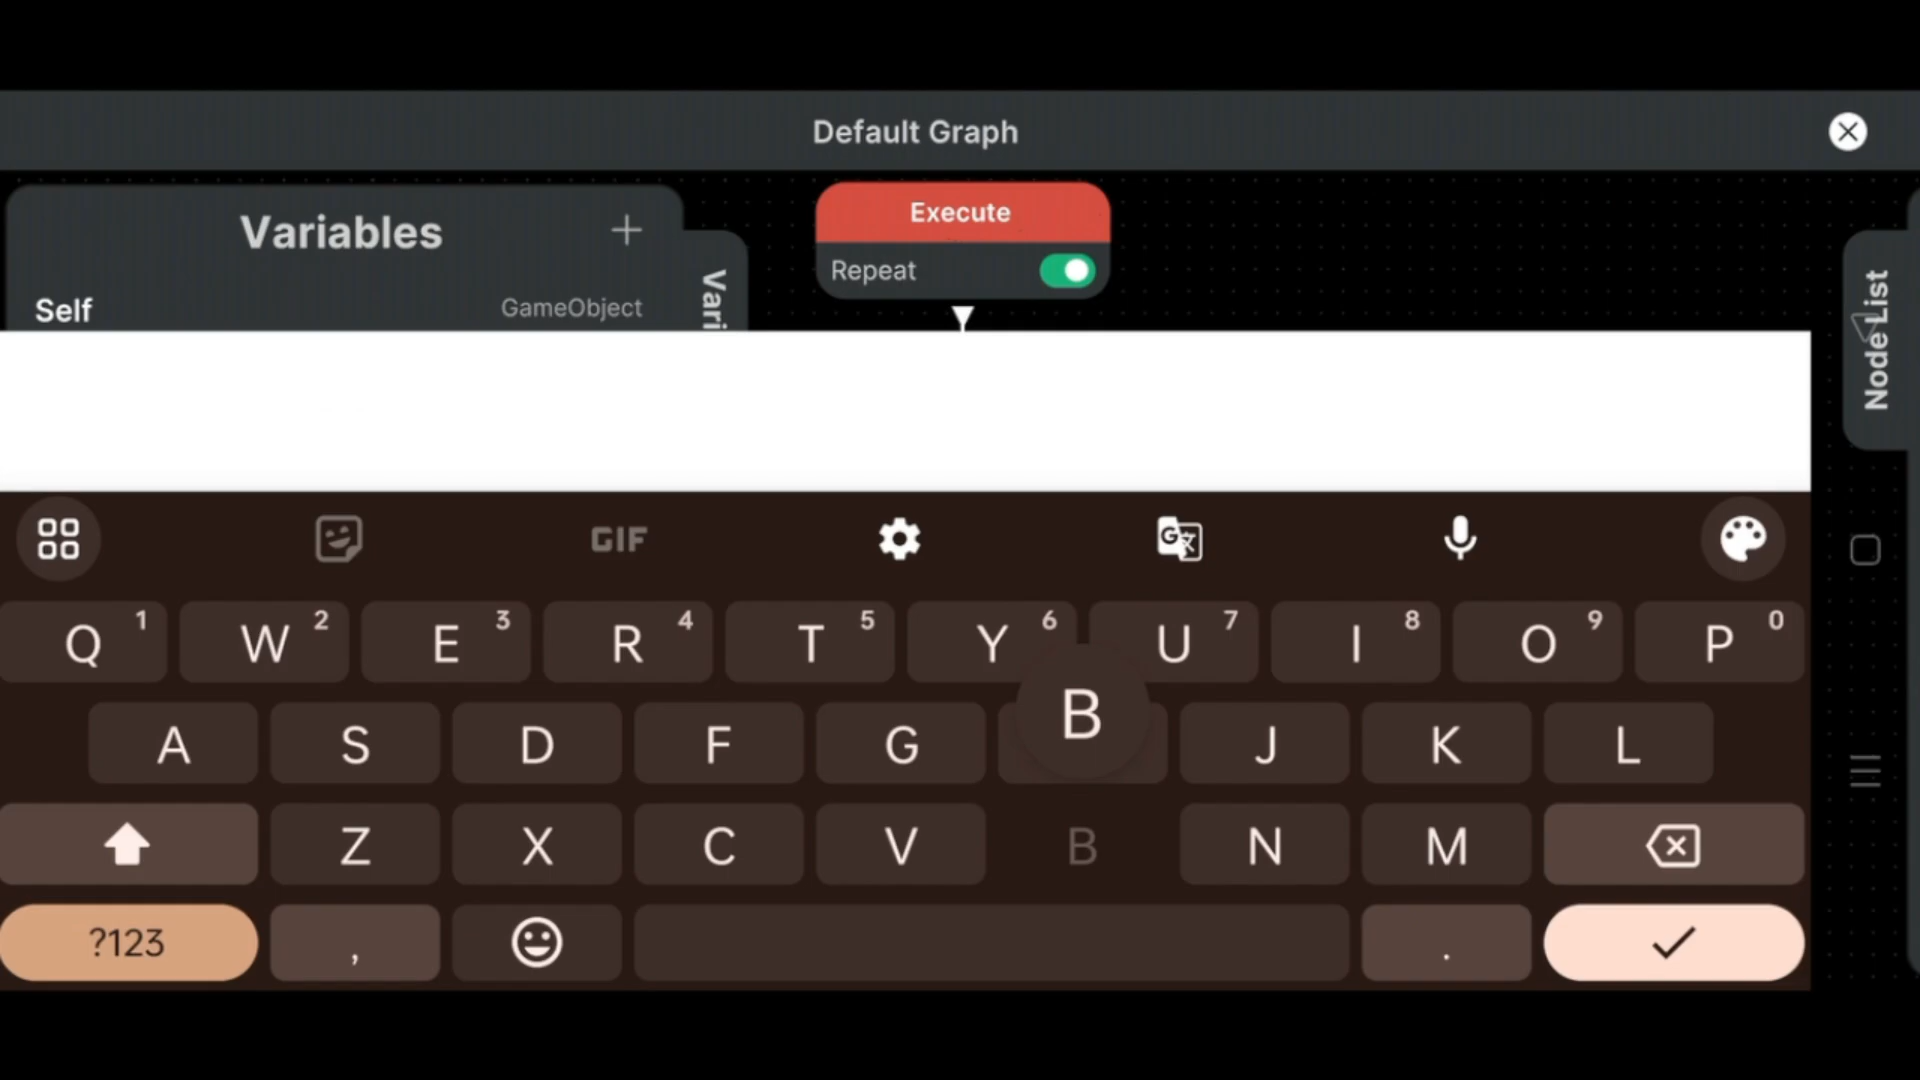 Default Graph
Variables +
Execute
Repeat
Self GameObject
Vari
Node List
GIF
Q 1 W 2 E 3 R 4 T 5 Y 6 U 7 I 8 O 9 P 0
A S D F G B J K L
Z X C V B N M
?123 , .